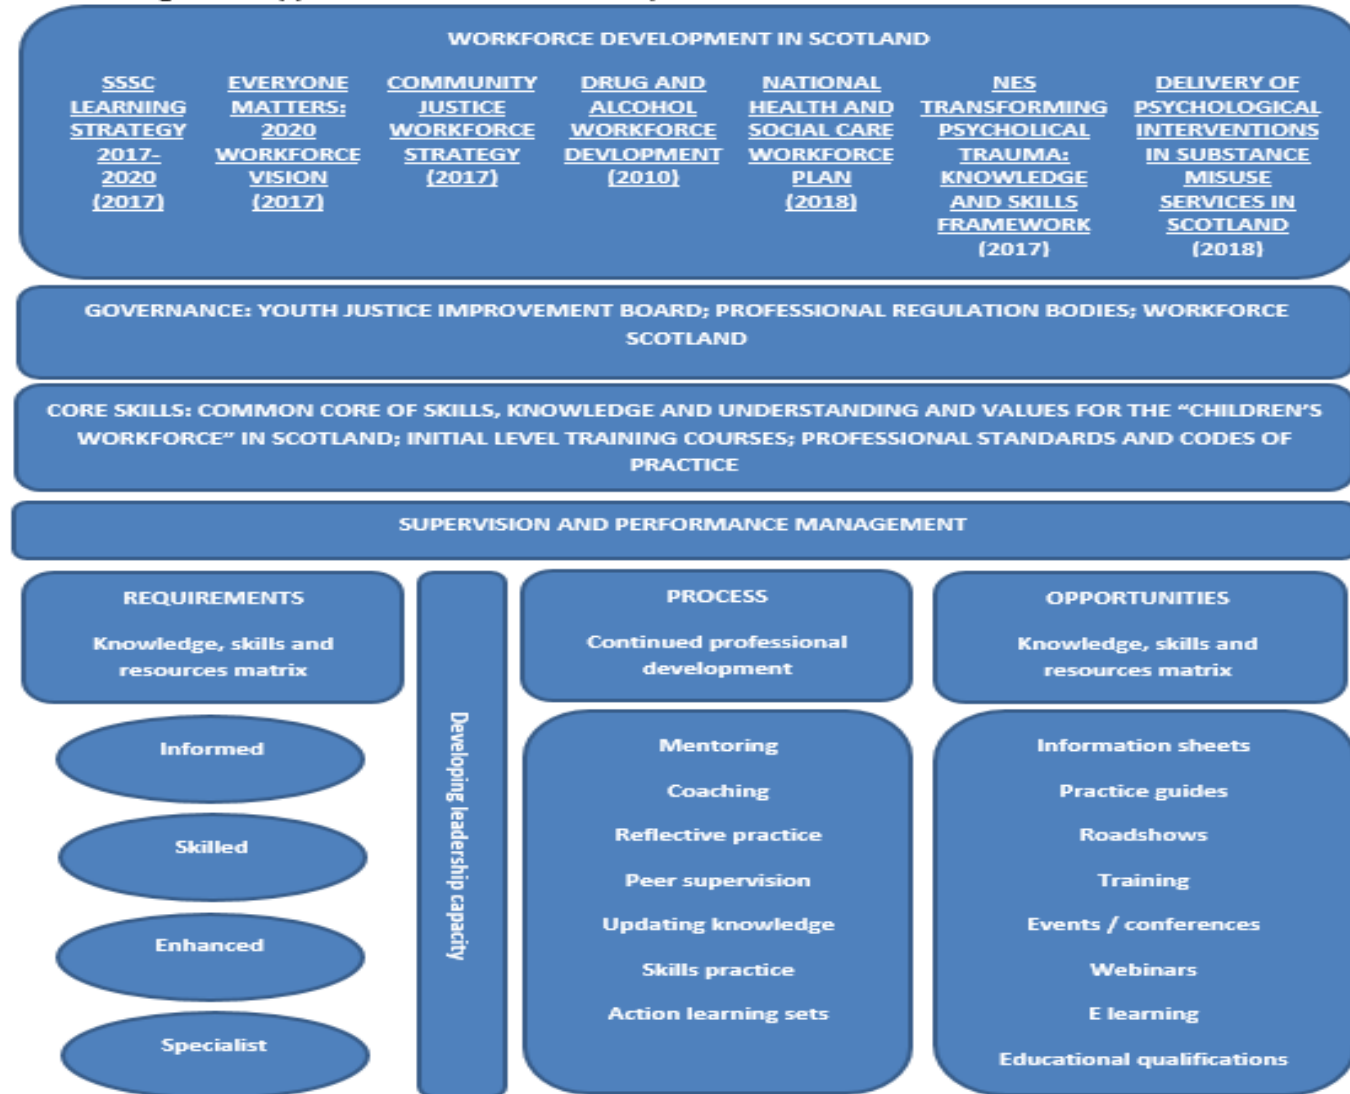 WORKFORCE DEVELOPMENT IN SCOTLAND
SSSC
LEARNING
STRATEGY
2017-
2020
(2017)
EVERYONE
MATTERS:
2020
WORKFORCE
VISION
(2017)
COMMUNITY
JUSTICE
WORKFORCE
STRATEGY
(2017)
DRUG AND
ALCOHOL
WORKFORCE
DEVLOPMENT
(2010)
NATIONAL
HEALTH AND
SOCIAL CARE
WORKFORCE
PLAN
(2018)
NES
TRANSFORMING
PSYCHOLICAL
TRAUMA:
KNOWLEDGE
AND SKILLS
FRAMEWORK
(2017)
DELIVERY OF
PSYCHOLOGICAL
INTERVENTIONS
IN SUBSTANCE
MISUSE
SERVICES IN
SCOTLAND
(2018)
GOVERNANCE: YOUTH JUSTICE IMPROVEMENT BOARD; PROFESSIONAL REGULATION BODIES; WORKFORCE
SCOTLAND
CORE SKILLS: COMMON CORE OF SKILLS, KNOWLEDGE AND UNDERSTANDING AND VALUES FOR THE “CHILDREN’S
WORKFORCE” IN SCOTLAND; INITIAL LEVEL TRAINING COURSES; PROFESSIONAL STANDARDS AND CODES OF
PRACTICE
SUPERVISION AND PERFORMANCE MANAGEMENT
REQUIREMENTS
Knowledge, skills and
resources matrix
Informed
Skilled
Enhanced
Specialist
Developing leadership capacity
PROCESS
Continued professional
development
Mentoring
Coaching
Reflective practice
Peer supervision
Updating knowledge
Skills practice
Action learning sets
OPPORTUNITIES
Knowledge, skills and
resources matrix
Information sheets
Practice guides
Roadshows
Training
Events / conferences
Webinars
E learning
Educational qualifications